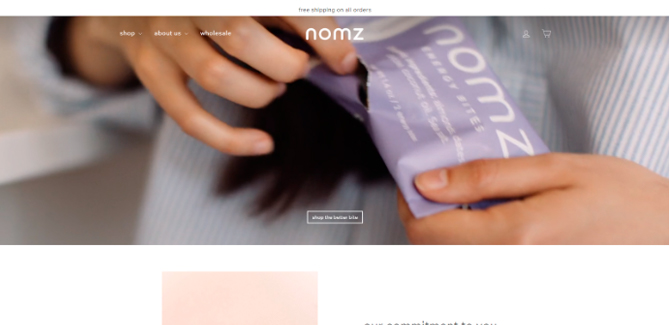 free shipping on all orders
shop
about us
wholesale
nomz
nomz
ENERGY BITES
shop the better bite
our commitment to you